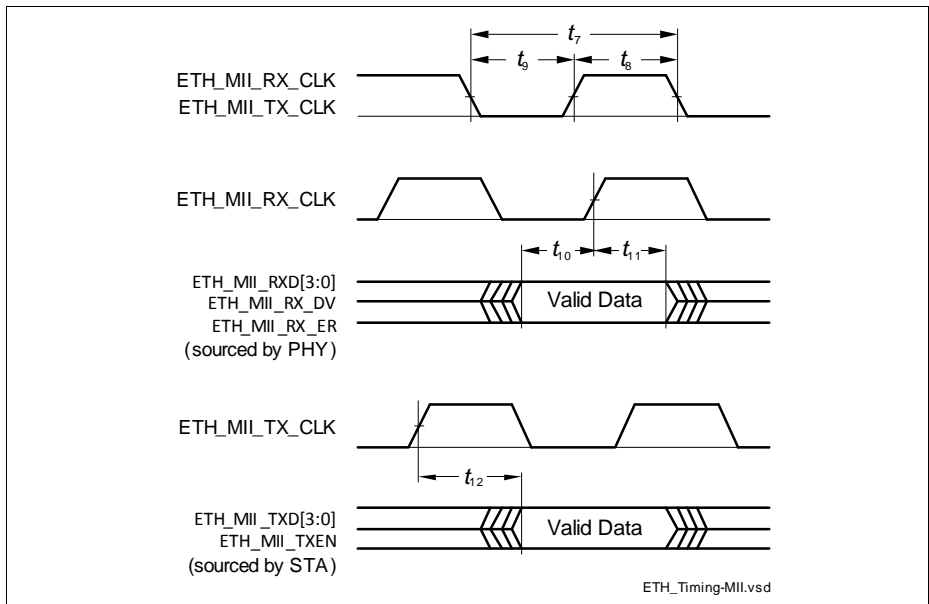 t7
t9 t8
ETH_MII_RX_CLK
ETH_MII_TX_CLK
ETH_MII_RX_CLK
t10 t11
ETH_MII_RXD[3:0]
ETH_MII_RX_DV
ETH_MII_RX_ER
(sourced by PHY)
Valid Data
ETH_MII_TX_CLK
t12
ETH_MII_TXD[3:0]
ETH_MII_TXEN
(sourced by STA)
Valid Data
ETH_Timing-MII.vsd